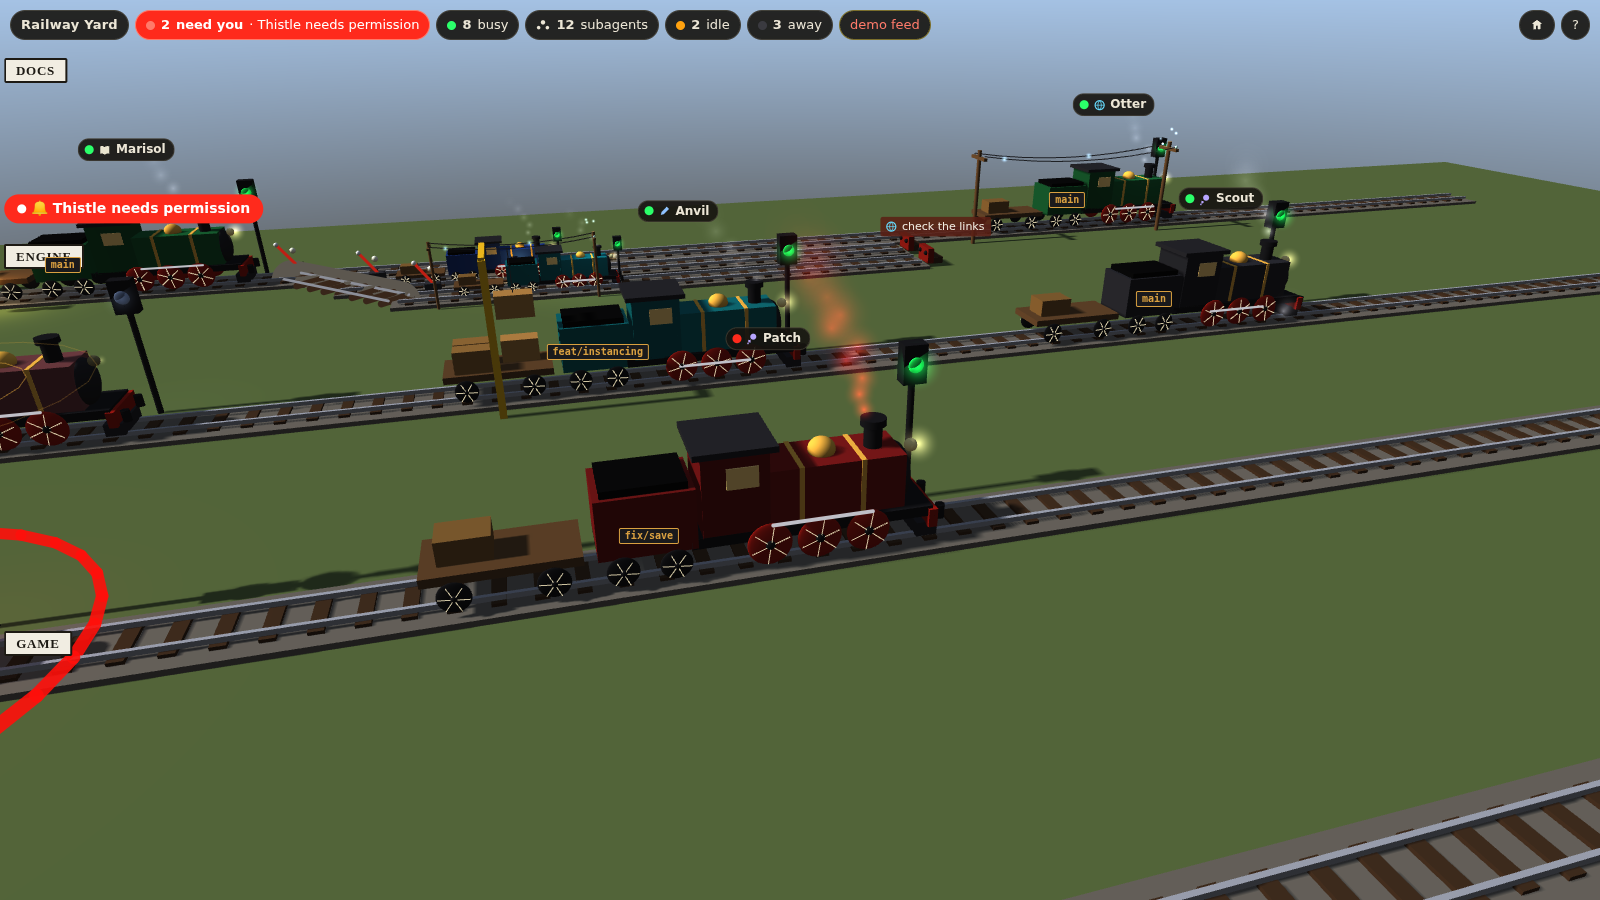 Railway Yard
2 need you · Thistle needs permission
8 busy
12 subagents
2 idle
3 away
demo feed
?
DOCS
Otter
Marisol
Thistle needs permission
Anvil
Scout
main
check the links
ENGINE
main
main
feat/instancing
Patch
fix/save
GAME